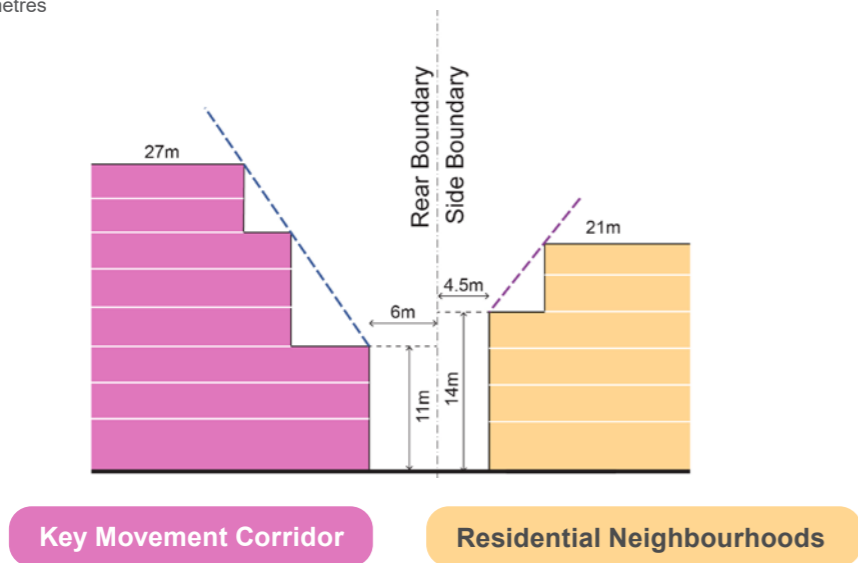 27m
Rear Boundary
Side Boundary
21m
4.5m
6m
11m
14m
Key Movement Corridor
Residential Neighbourhoods